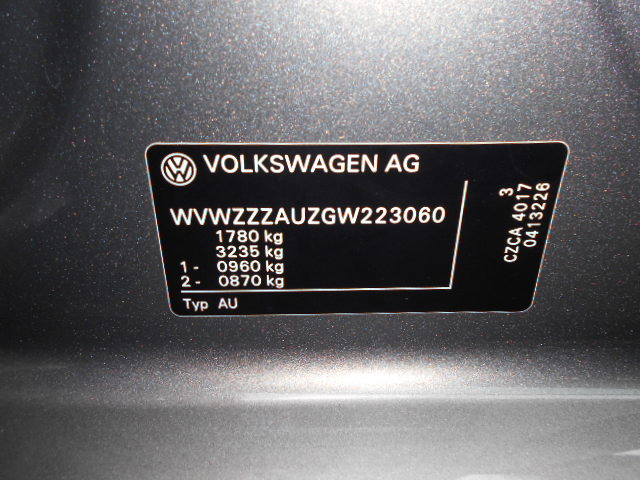 VOLKSWAGEN AG
WVWZZZAUZGW223060
1780 kg
3235 kg
1 - 0960 kg
2 - 0870 kg
Typ AU
3
CZCA 4017
0413226